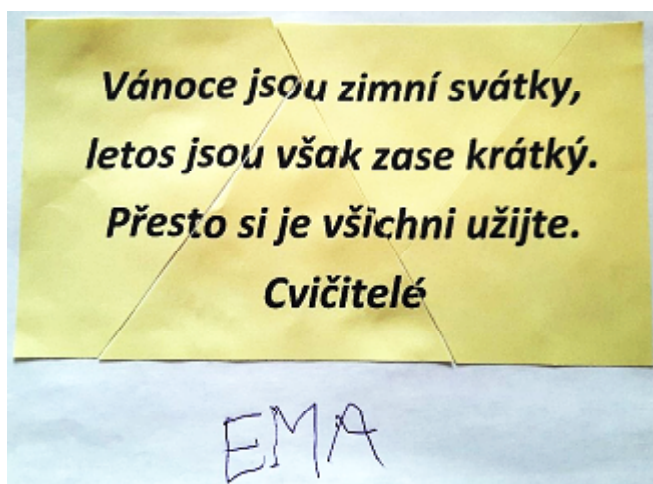 Vánoce jsou zimní svátky,
letos jsou však zase krátký.
Přesto si je všichni užijte.
Cvičitelé
EMA